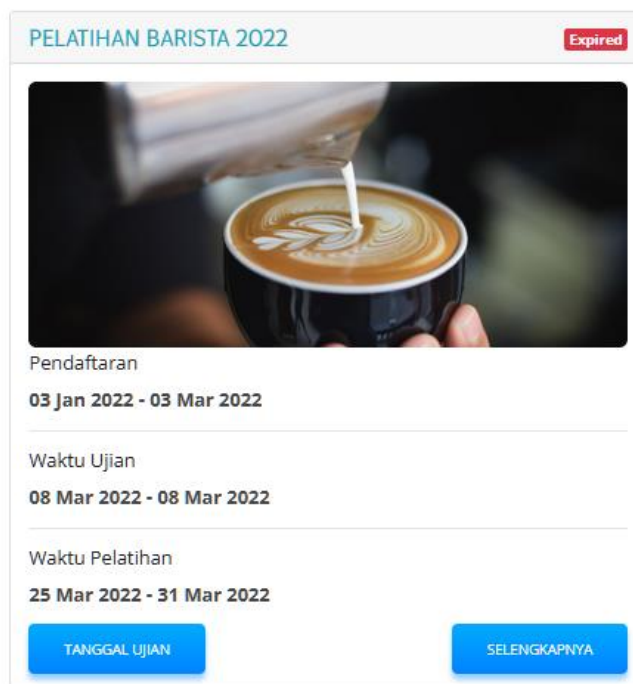 PELATIHAN BARISTA 2022
Expired
Pendaftaran
03 Jan 2022 - 03 Mar 2022
Waktu Ujian
08 Mar 2022 - 08 Mar 2022
Waktu Pelatihan
25 Mar 2022 - 31 Mar 2022
TANGGAL UJIAN
SELENGKAPNYA